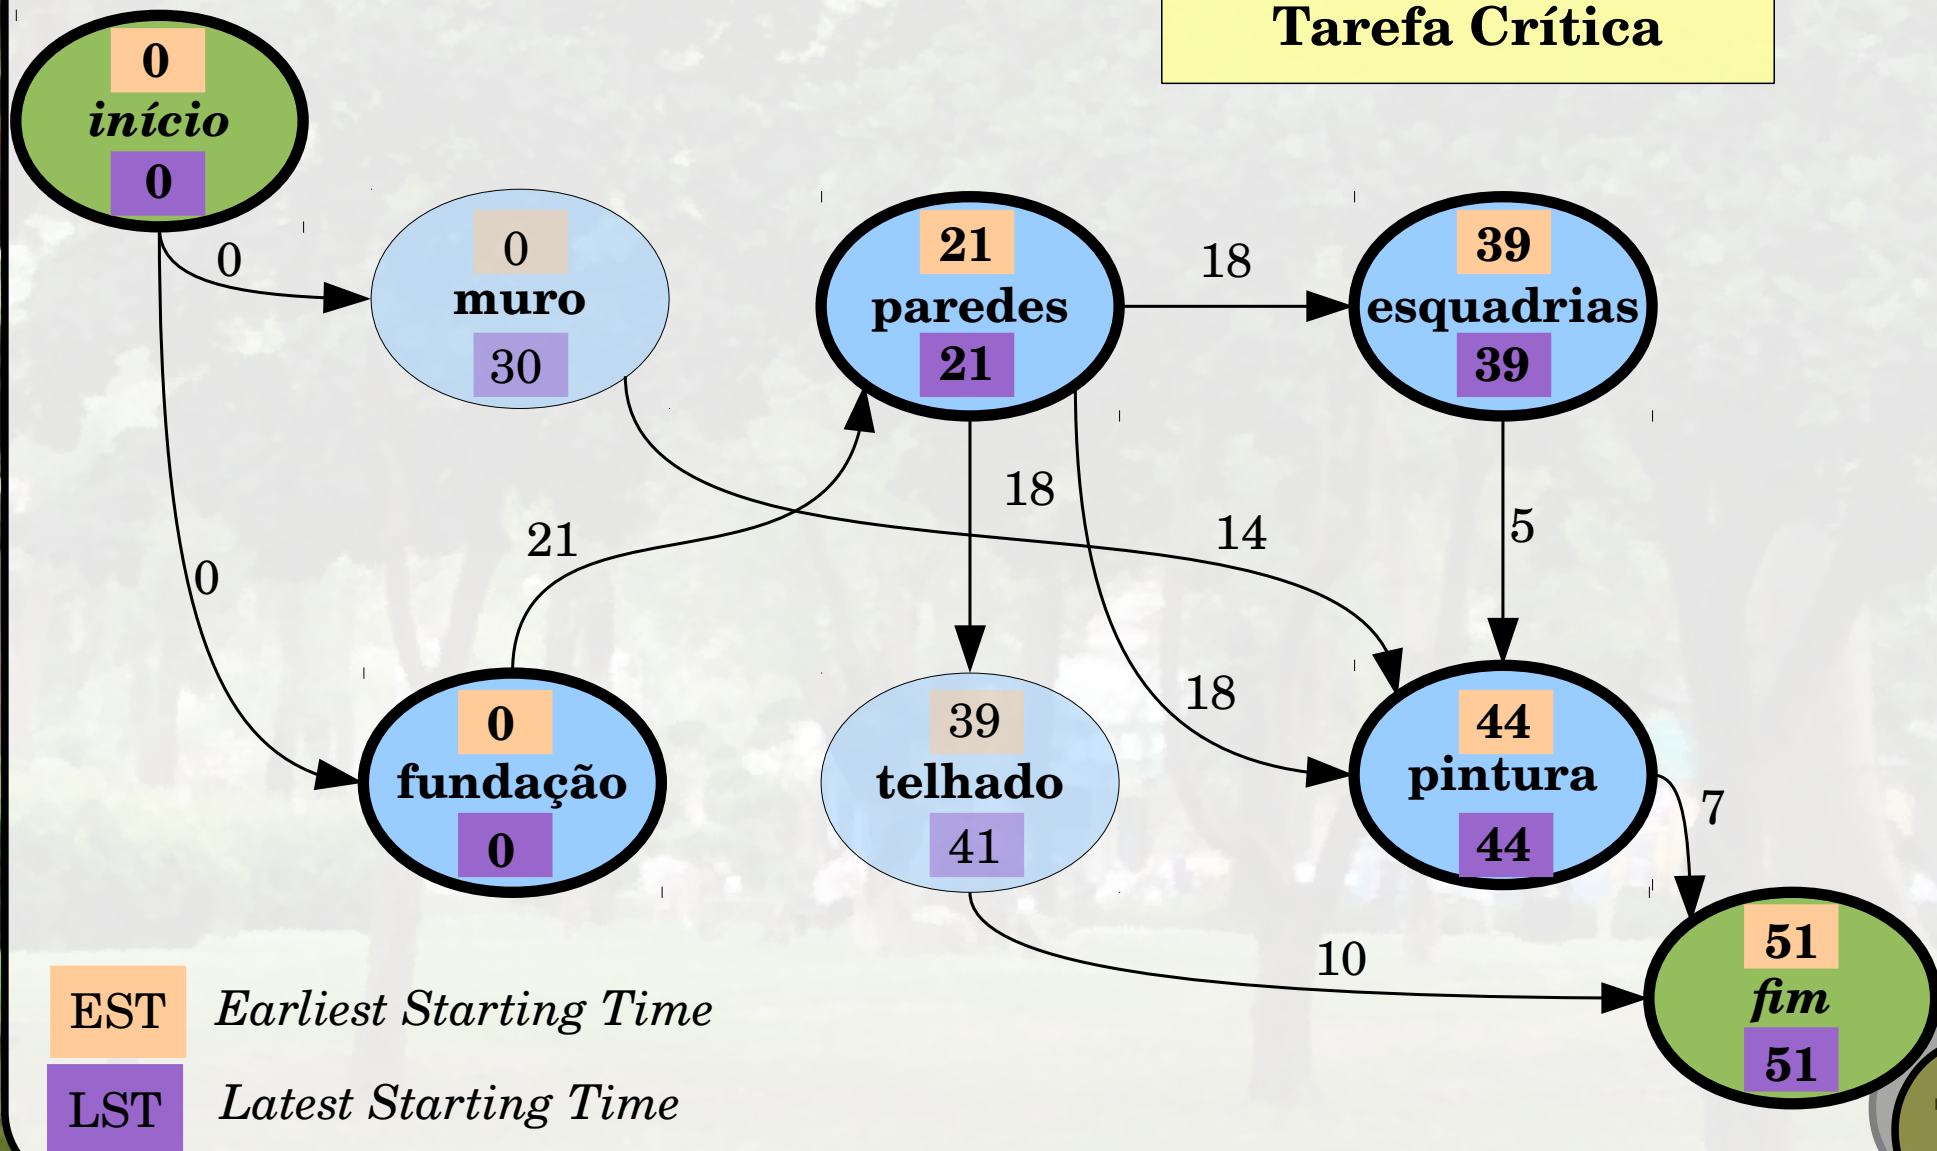 Tarefa Crítica
0
início
0
0
0
muro
30
21
paredes
21
18
39
esquadrias
39
18
14
5
21
0
18
0
fundação
0
39
telhado
41
44
pintura
44
7
10
51
fim
51
EST Earliest Starting Time
LST Latest Starting Time